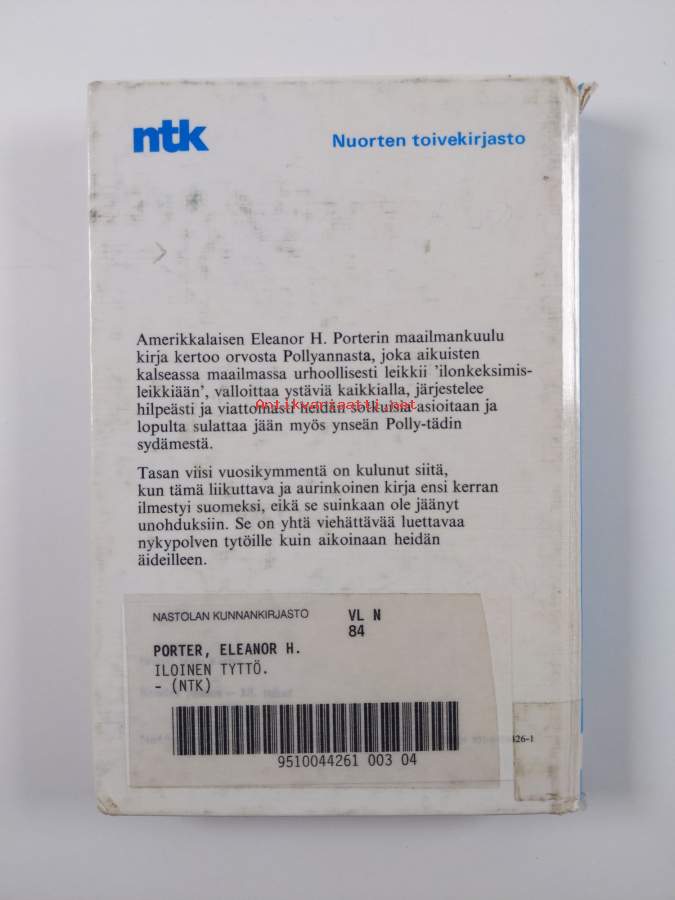 ntk
Nuorten toivekirjasto
Amerikkalaisen Eleanor H. Porterin maailmankuulu
kirja kertoo orvosta Pollyannasta, joka aikuisten
kalseassa maailmassa urhoollisesti leikkii 'ilonkeksimis-
leikkiään', valloittaa ystäviä kaikkialla, järjestelee
hilpeästi ja viattomasti heidän sotkuisia asioitaan ja
Antikvariaatti.net
lopulta sulattaa jään myös ynseän Polly-tädin
sydämestä.
Tasan viisi vuosikymmentä on kulunut siitä,
kun tämä liikuttava ja aurinkoinen kirja ensi kerran
ilmestyi suomeksi, eikä se suinkaan ole jäänyt
unohduksiin. Se on yhtä viehättävää luettavaa
nykypolven tytöille kuin aikoinaan heidän
äideilleen.
NASTOLAN KUNNANKIRJASTO VL N
84
PORTER, ELEANOR H.
ILOINEN TYTTÖ.
- (NTK)
426-1
9510044261 003 04